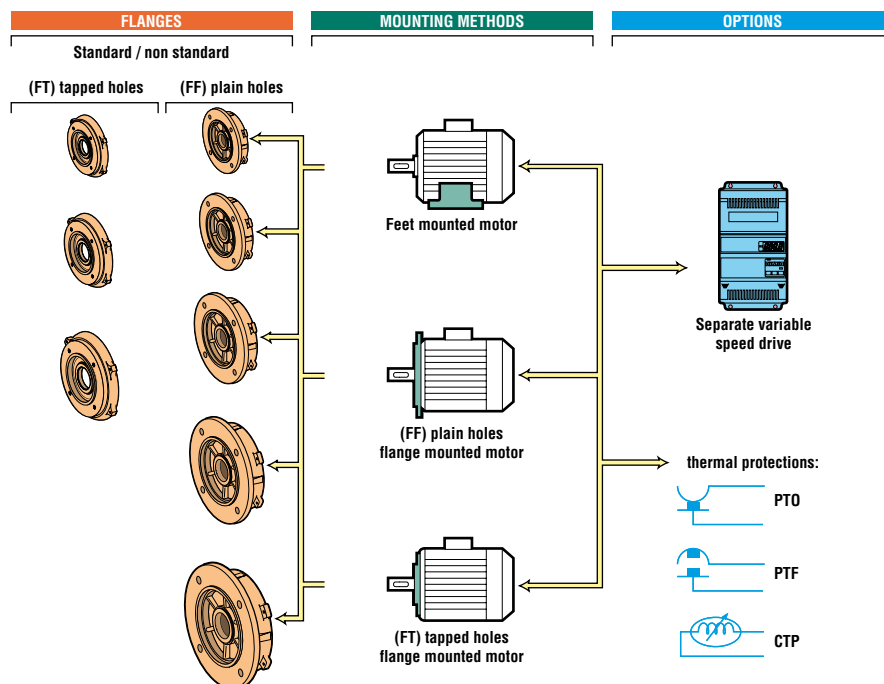 FLANGES
MOUNTING METHODS
OPTIONS
Standard / non standard
(FT) tapped holes
(FF) plain holes
Feet mounted motor
Separate variable
speed drive
(FF) plain holes
flange mounted motor
thermal protections:
PTO
PTF
(FT) tapped holes
flange mounted motor
CTP